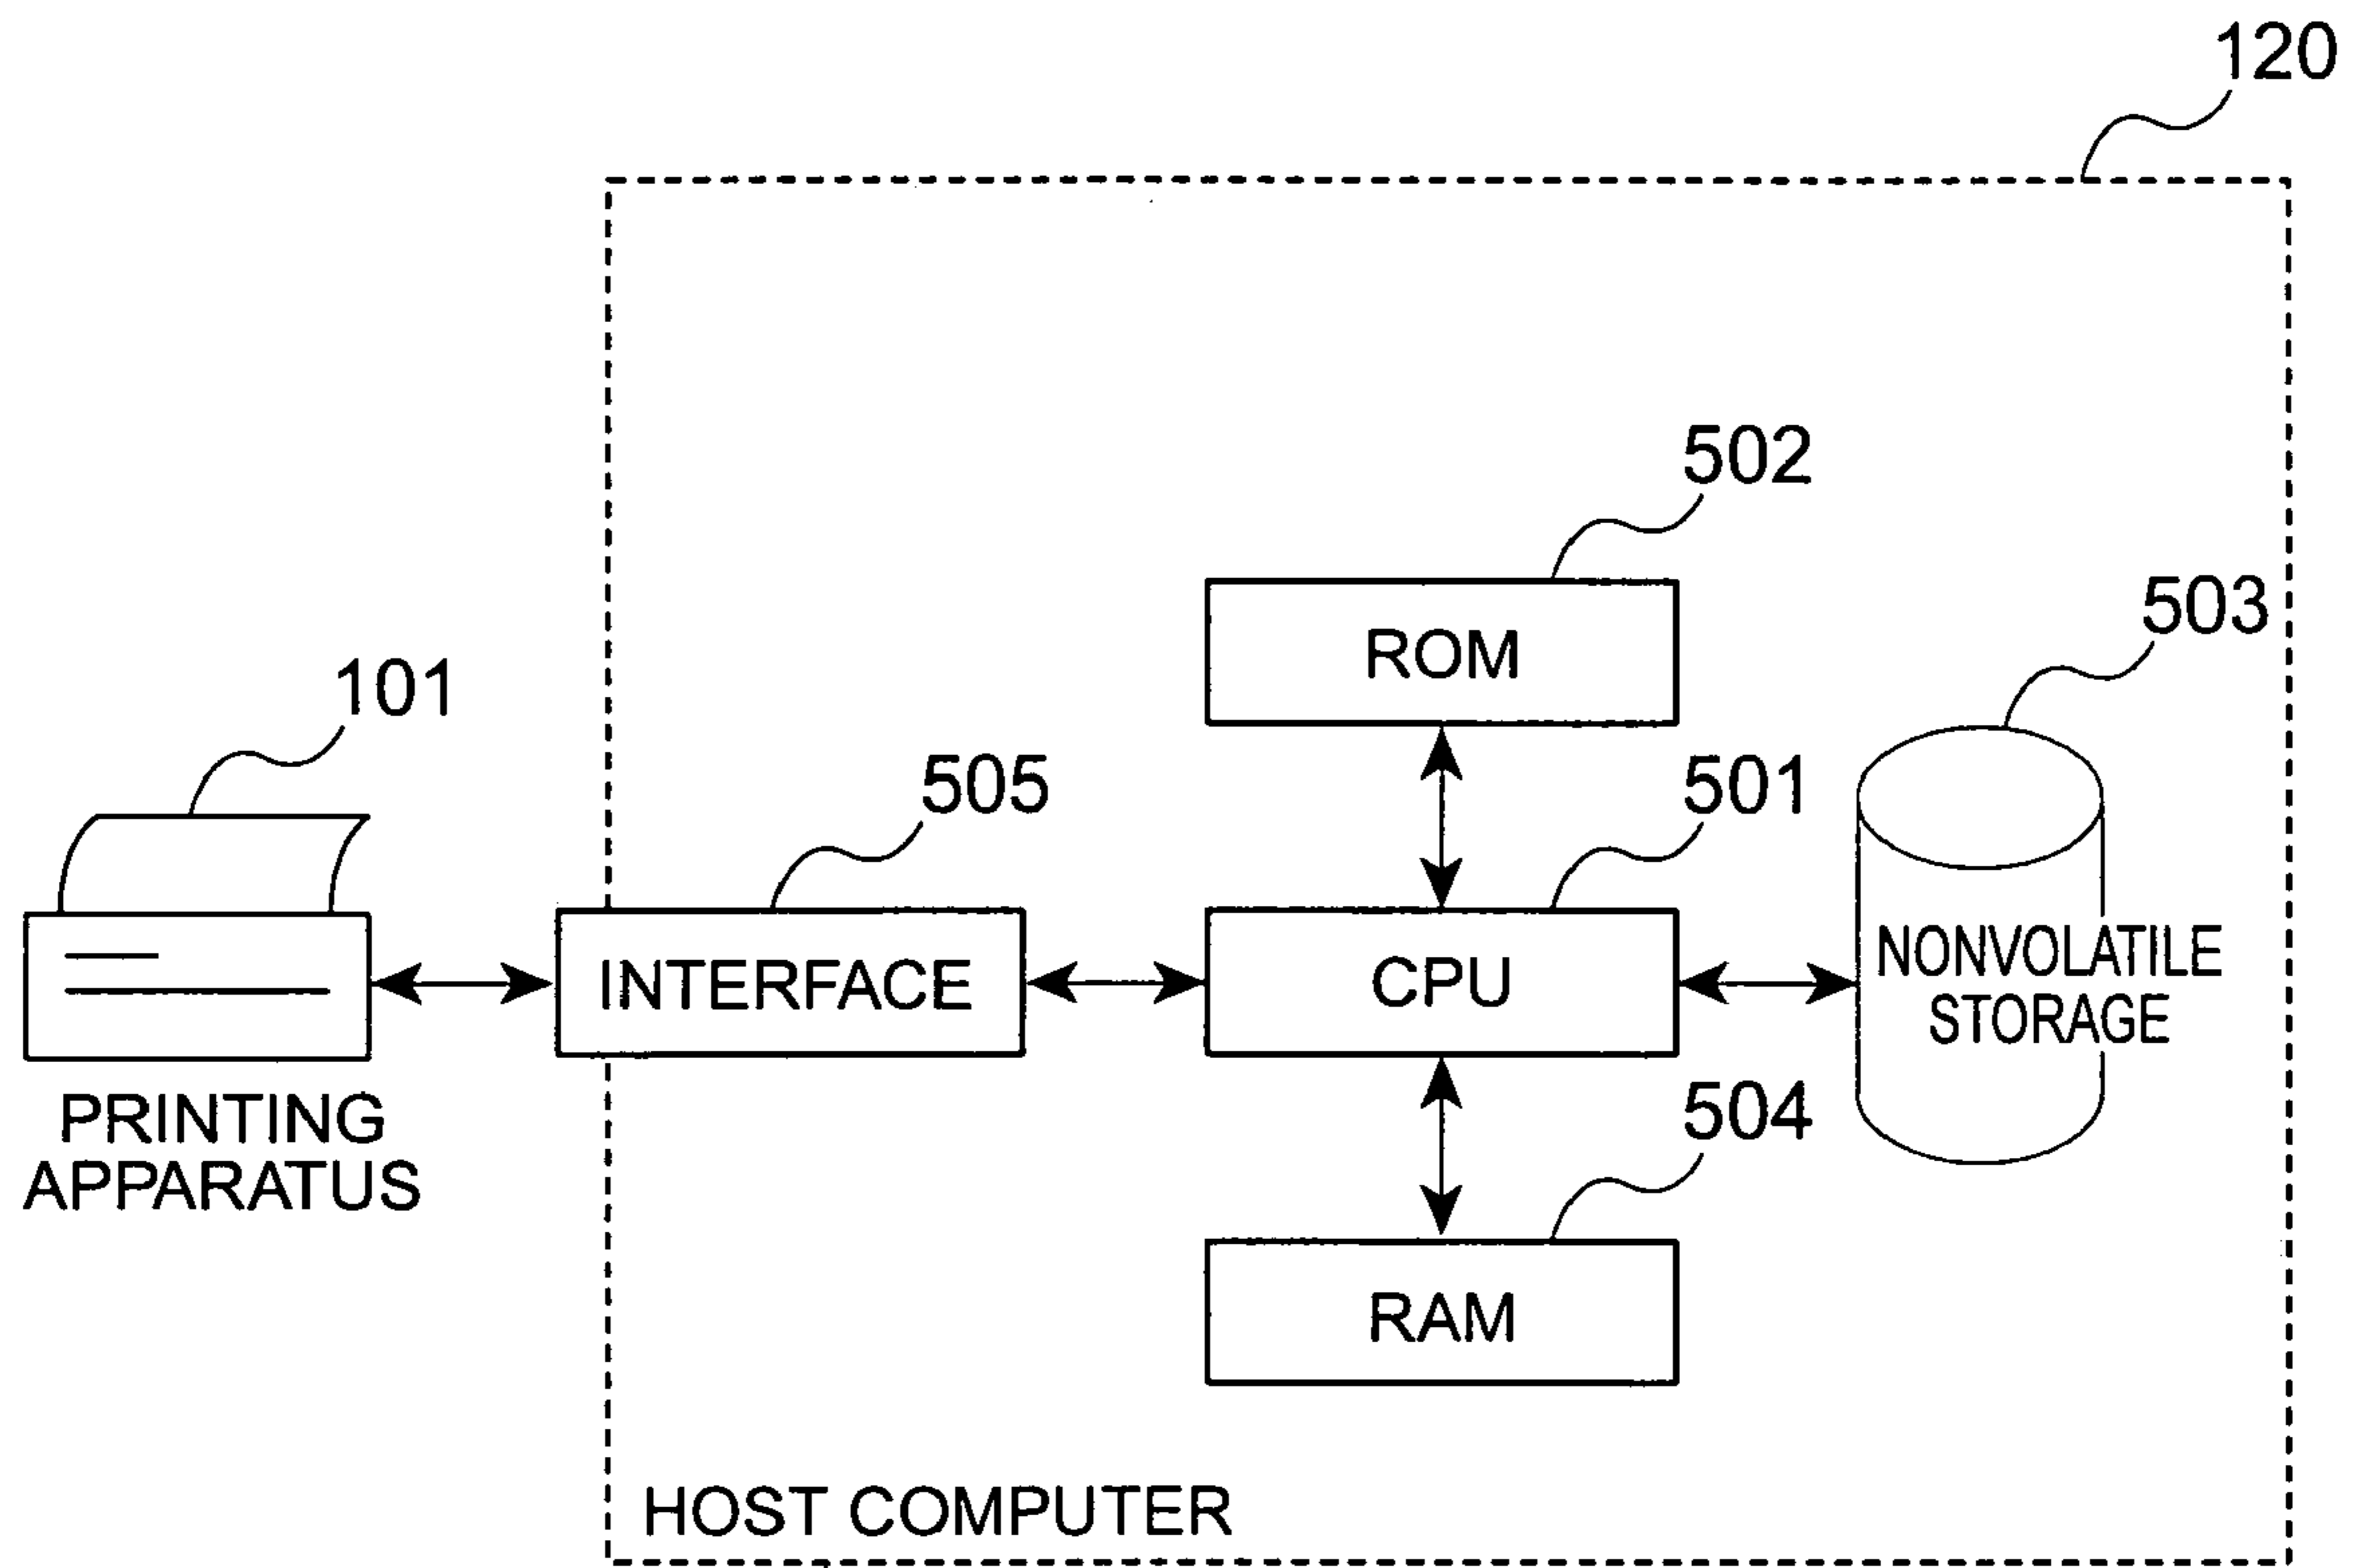 120
502
ROM
503
101
505
501
INTERFACE
CPU
NONVOLATILE
STORAGE
PRINTING
APPARATUS
504
RAM
HOST COMPUTER